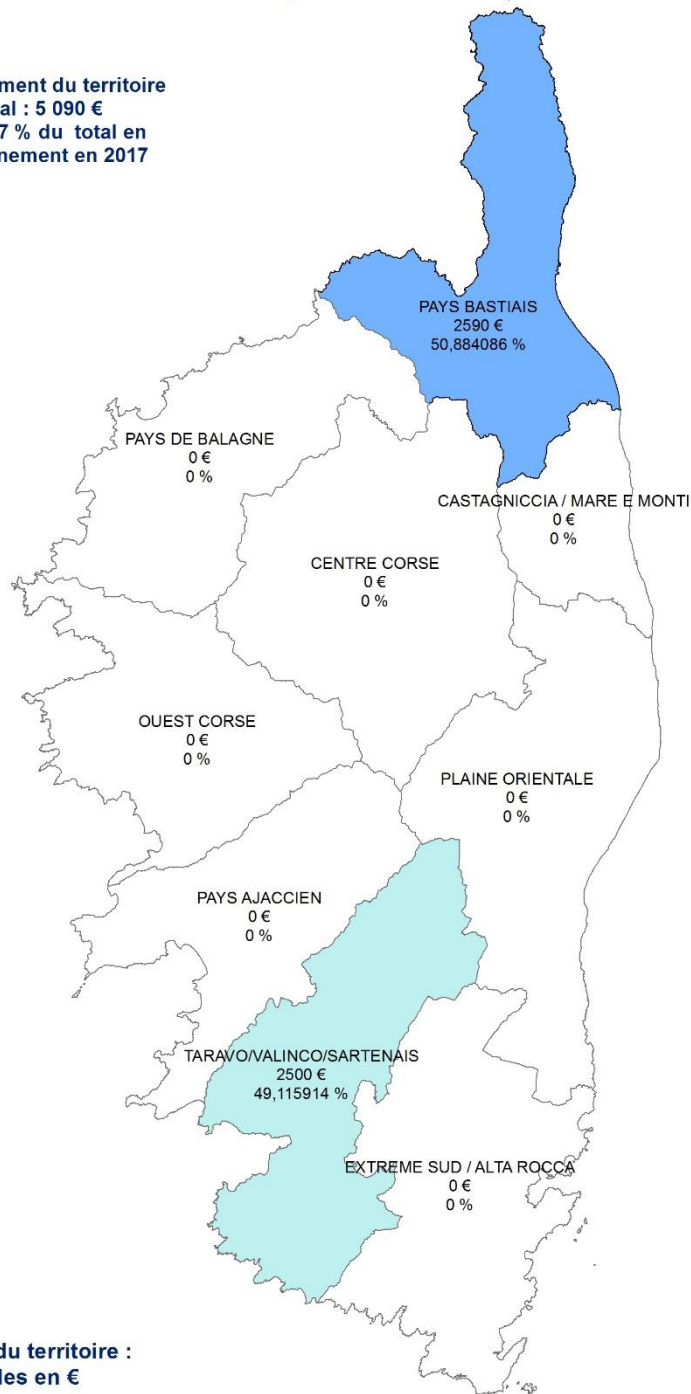 ment du territoire
al : 5 090 €
7 % du total en
nement en 2017
PAYS BASTIAIS
2590 €
50,884086 %
PAYS DE BALAGNE
0 €
0 %
CASTAGNICCIA / MARE E MONTI
0 €
0 %
CENTRE CORSE
0 €
0 %
OUEST CORSE
0 €
0 %
PLAINE ORIENTALE
0 €
0 %
PAYS AJACCIEN
0 €
0 %
TARAVO/VALINCO/SARTENAIS
2500 €
49,115914 %
EXTREME SUD / ALTA ROCCA
0 €
0 %
du territoire :
les en €